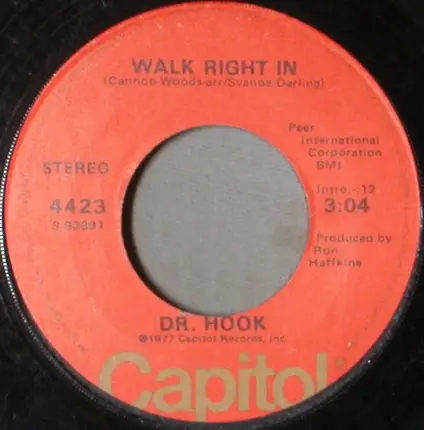 WALK RIGHT IN
(Cannon-Woods-arr/Svanoe-Darling)
Peer
International
Corporation
BMI
STEREO
Intro.-:12
4423
3:04
S-93891
Produced by
Ron
Haffkine
DR. HOOK
℗1977 Capitol Records, Inc.
Capitol®